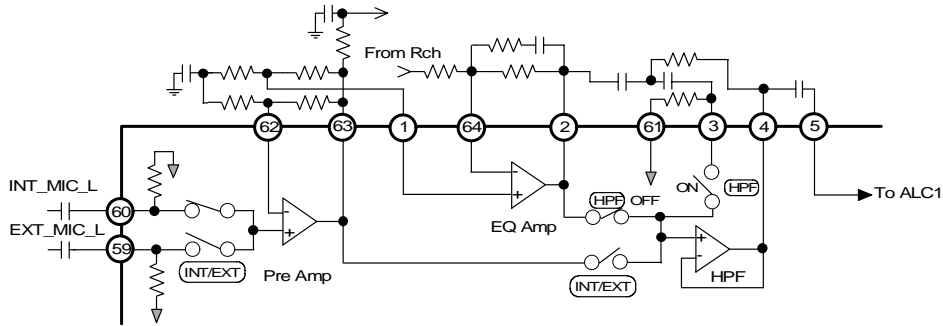 From Rch
62 63 1 64 2 61 3 4 5
INT_MIC_L
60
EXT_MIC_L
59
INT/EXT
-
+
Pre Amp
-
+
EQ Amp
HPF OFF
ON HPF
INT/EXT
+
-
HPF
To ALC1